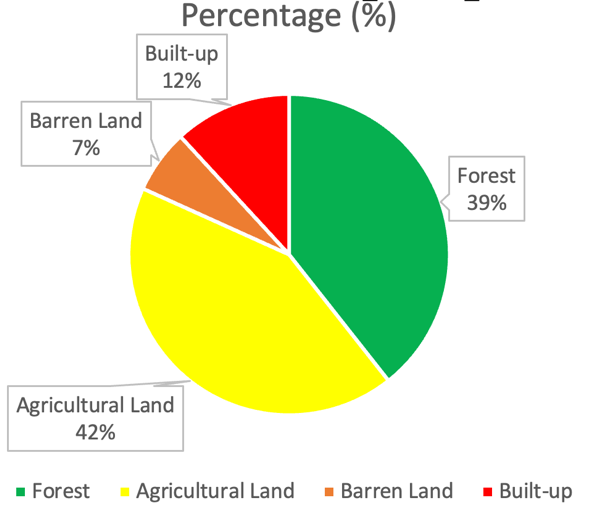 Percentage (%)
Built-up
12%
Barren Land
7%
Forest
39%
Agricultural Land
42%
Forest
Agricultural Land
Barren Land
Built-up